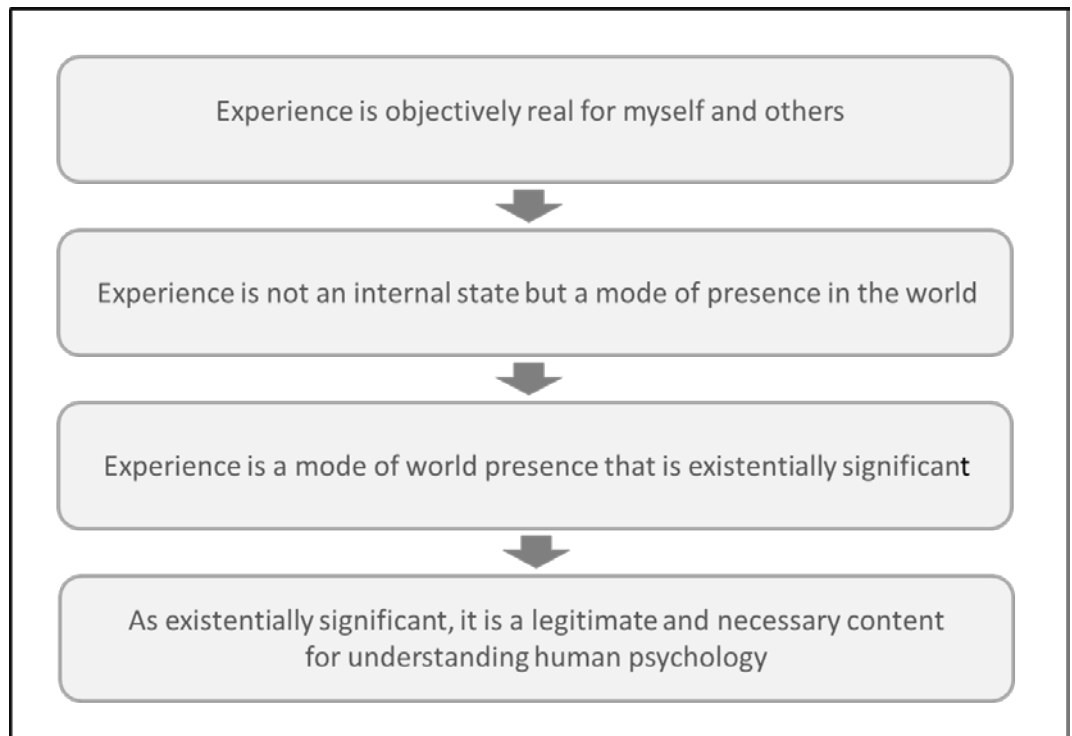 Experience is objectively real for myself and others
Experience is not an internal state but a mode of presence in the world
Experience is a mode of world presence that is existentially significant
As existentially significant, it is a legitimate and necessary content
for understanding human psychology